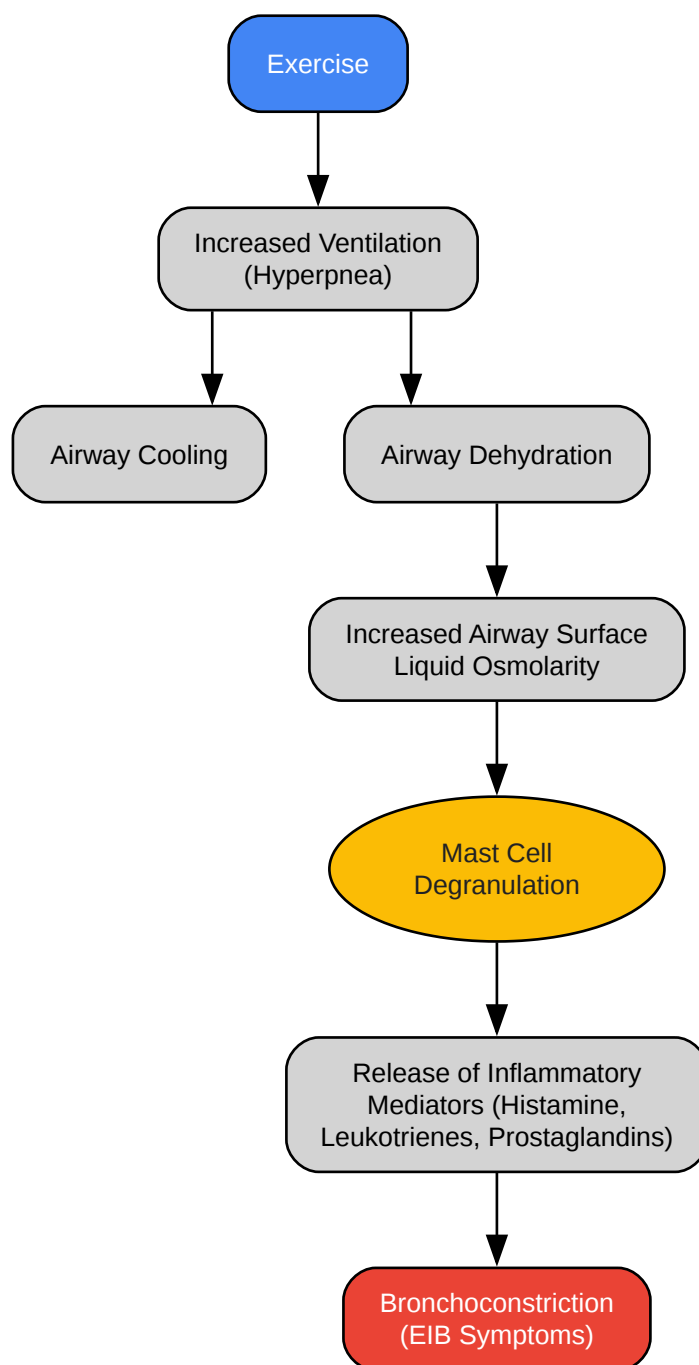 Exercise
Increased Ventilation
(Hyperpnea)
Airway Cooling
Airway Dehydration
Increased Airway Surface
Liquid Osmolarity
Mast Cell
Degranulation
Release of Inflammatory
Mediators (Histamine,
Leukotrienes, Prostaglandins)
Bronchoconstriction
(EIB Symptoms)